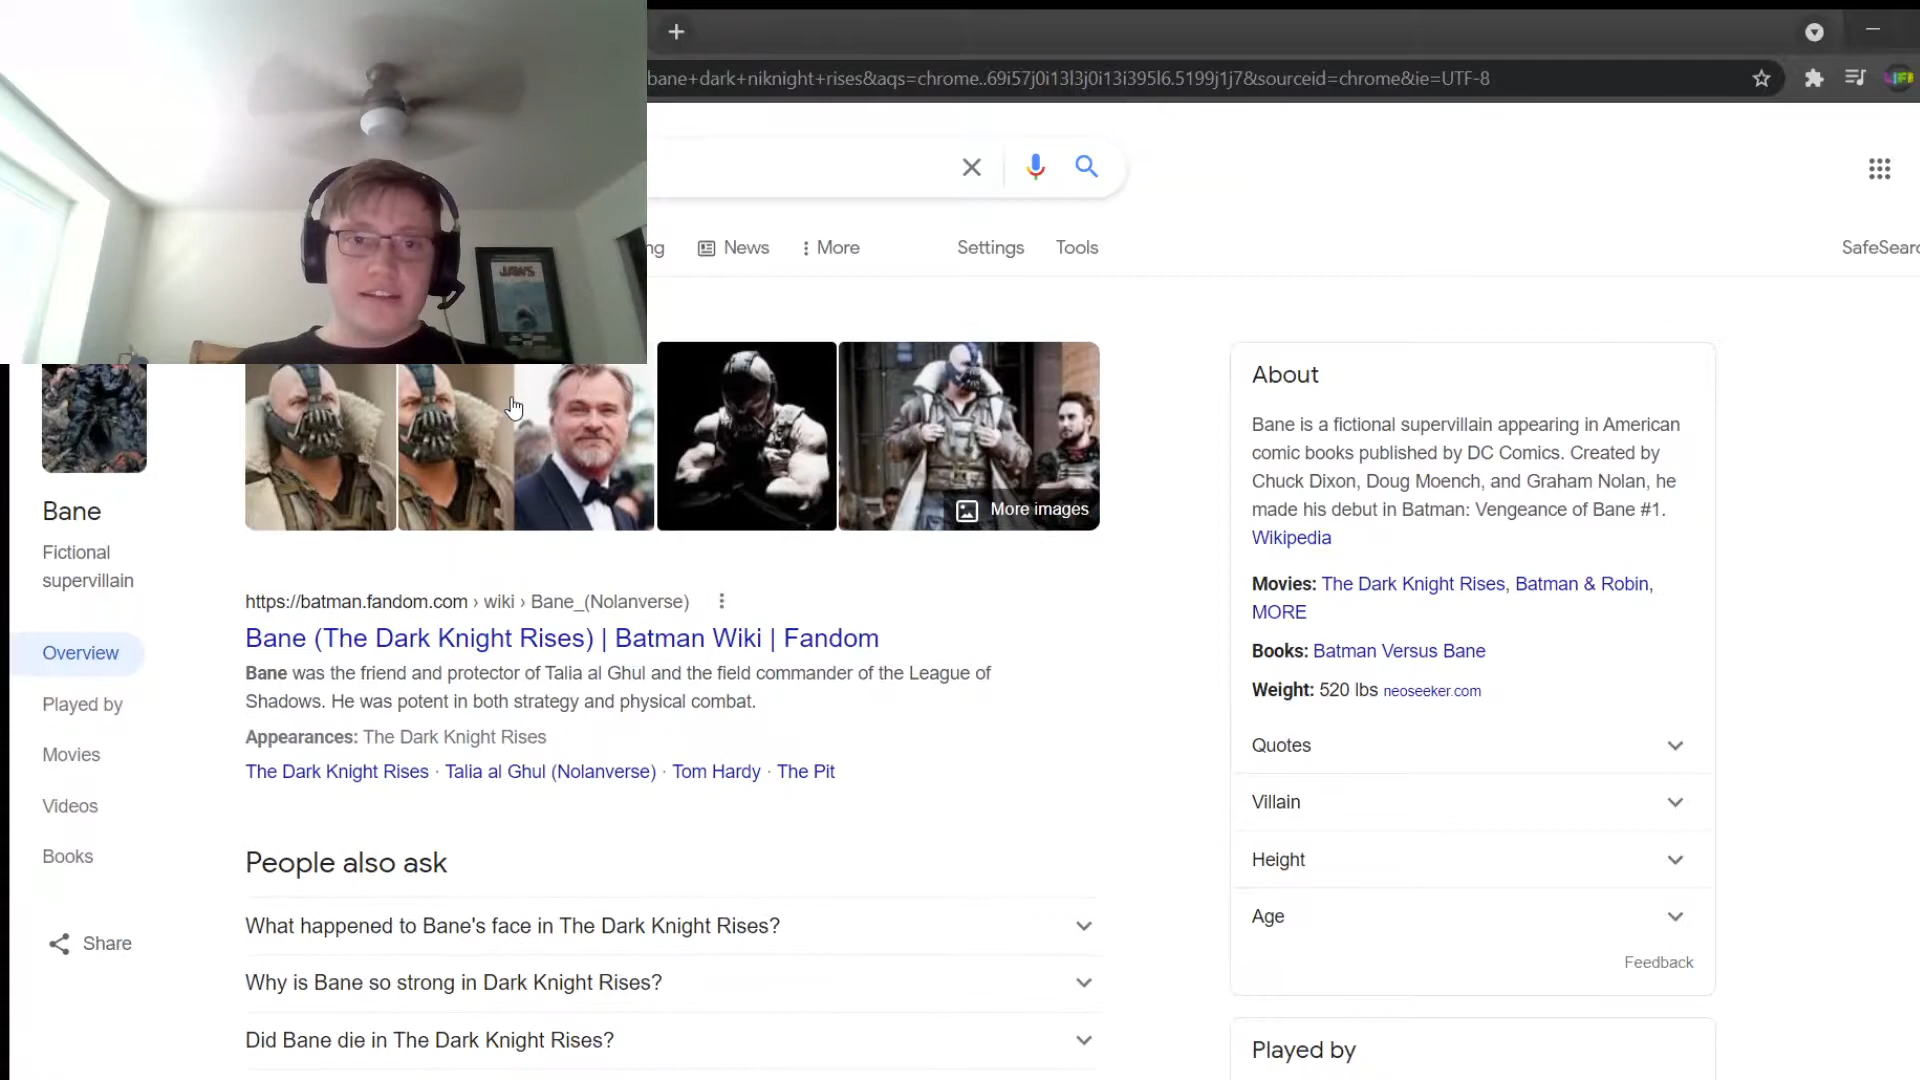 bane+dark+niknight+rises&aqs=chrome..69i57j0i13l3j0i13i395l6.5199j1j7&sourceid=chrome&ie=UTF-8
ng
News
More
Settings
Tools
SafeSearc
JAWS
More images
Bane
Fictional
supervillain
Overview
Played by
Movies
Videos
Books
Share
https://batman.fandom.com › wiki › Bane_(Nolanverse)
Bane (The Dark Knight Rises) | Batman Wiki | Fandom
Bane was the friend and protector of Talia al Ghul and the field commander of the League of
Shadows. He was potent in both strategy and physical combat.
Appearances: The Dark Knight Rises
The Dark Knight Rises · Talia al Ghul (Nolanverse) · Tom Hardy · The Pit
People also ask
What happened to Bane's face in The Dark Knight Rises?
Why is Bane so strong in Dark Knight Rises?
Did Bane die in The Dark Knight Rises?
About
Bane is a fictional supervillain appearing in American
comic books published by DC Comics. Created by
Chuck Dixon, Doug Moench, and Graham Nolan, he
made his debut in Batman: Vengeance of Bane #1.
Wikipedia
Movies: The Dark Knight Rises, Batman & Robin,
MORE
Books: Batman Versus Bane
Weight: 520 lbs neoseeker.com
Quotes
Villain
Height
Age
Feedback
Played by